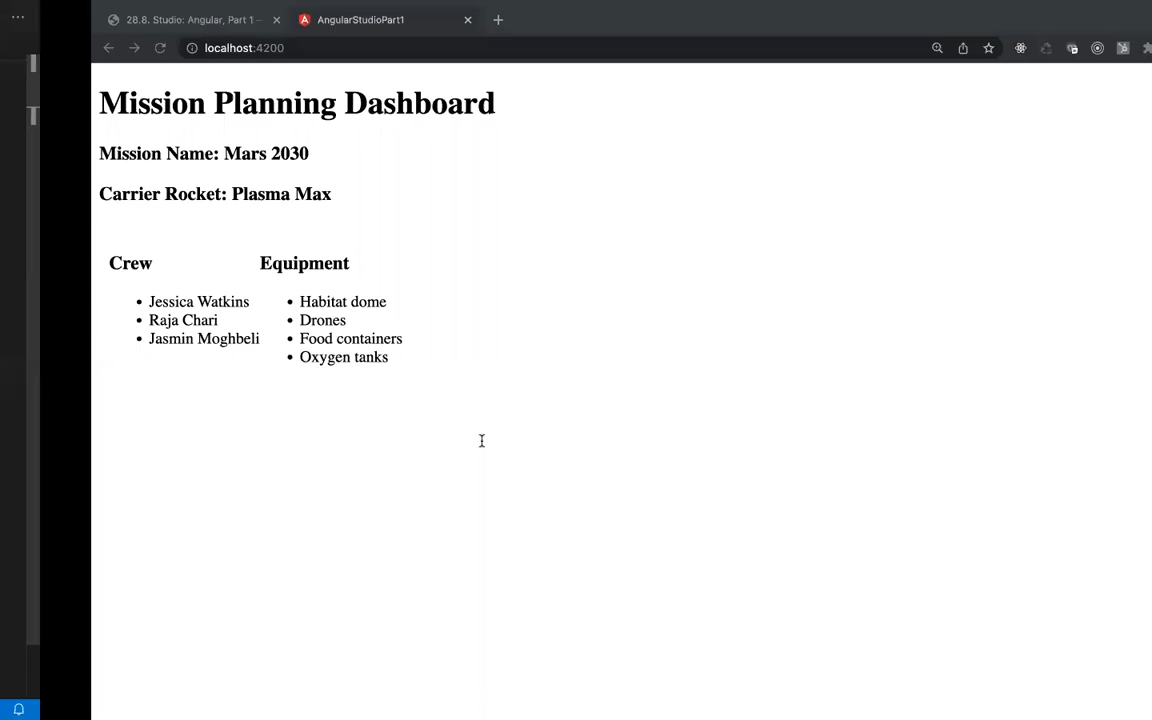 28.8. Studio: Angular, Part 1 –
AngularStudioPart1
localhost:4200
Mission Planning Dashboard
Mission Name: Mars 2030
Carrier Rocket: Plasma Max
Crew
Jessica Watkins
Raja Chari
Jasmin Moghbeli
Equipment
Habitat dome
Drones
Food containers
Oxygen tanks